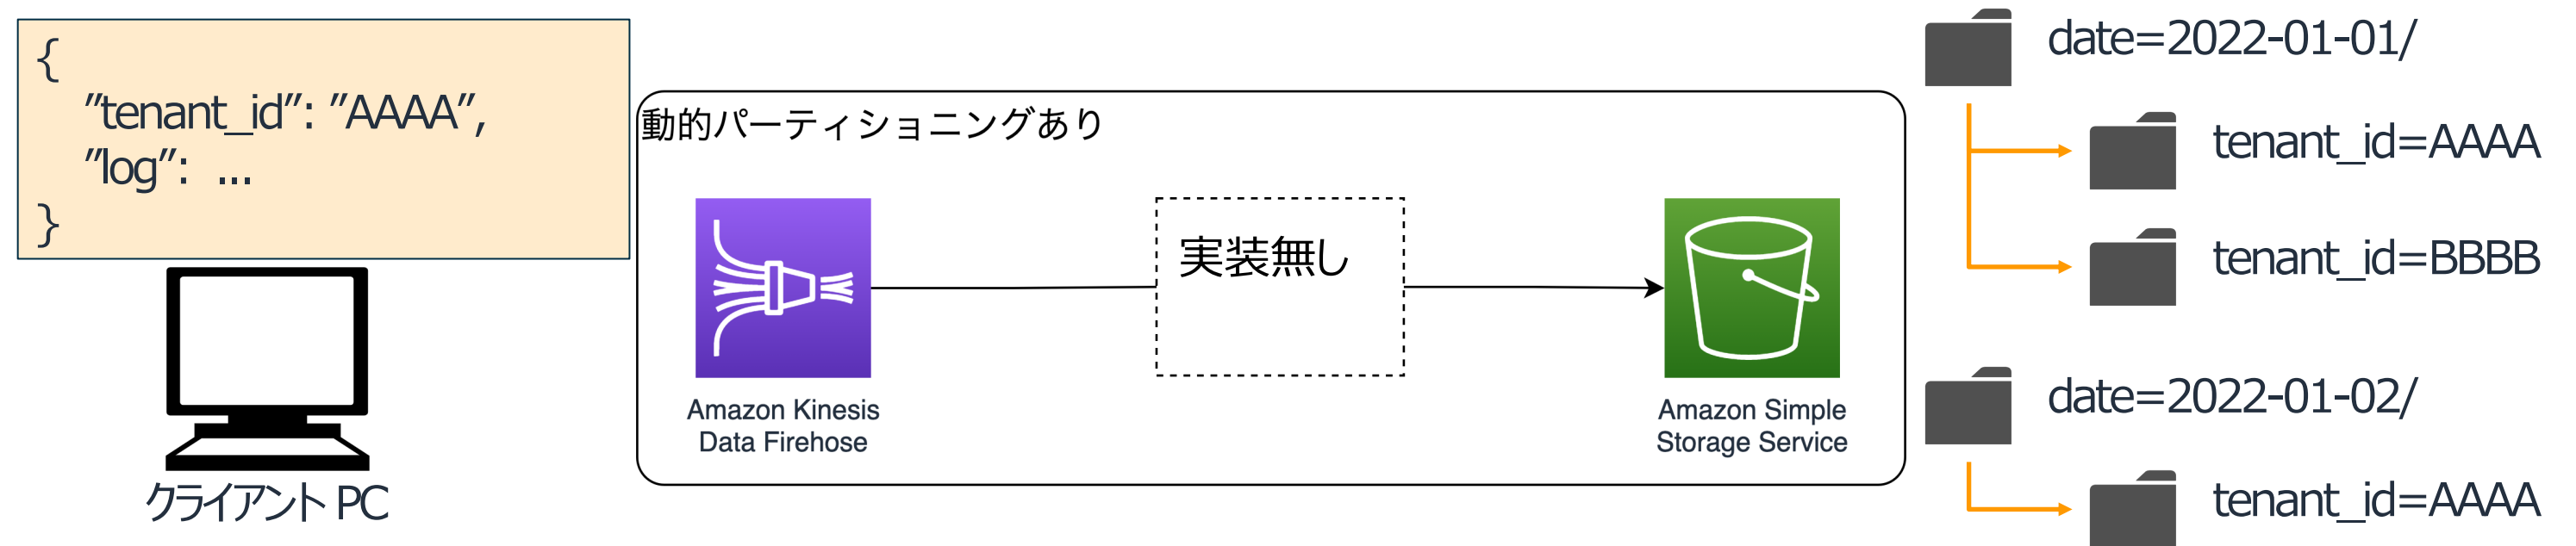 {
”tenant_id”: ”AAAA”,
”log”: ...
}
クライアント PC
動的パーティショニングあり
Amazon Kinesis
Data Firehose
実装無し
Amazon Simple
Storage Service
date=2022-01-01/
tenant_id=AAAA
tenant_id=BBBB
date=2022-01-02/
tenant_id=AAAA